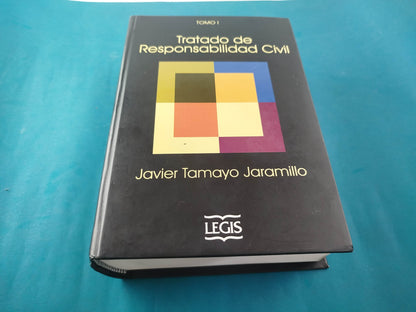 TOMO I
Tratado de
Responsabilidad Civil
Javier Tamayo Jaramillo
LEGIS